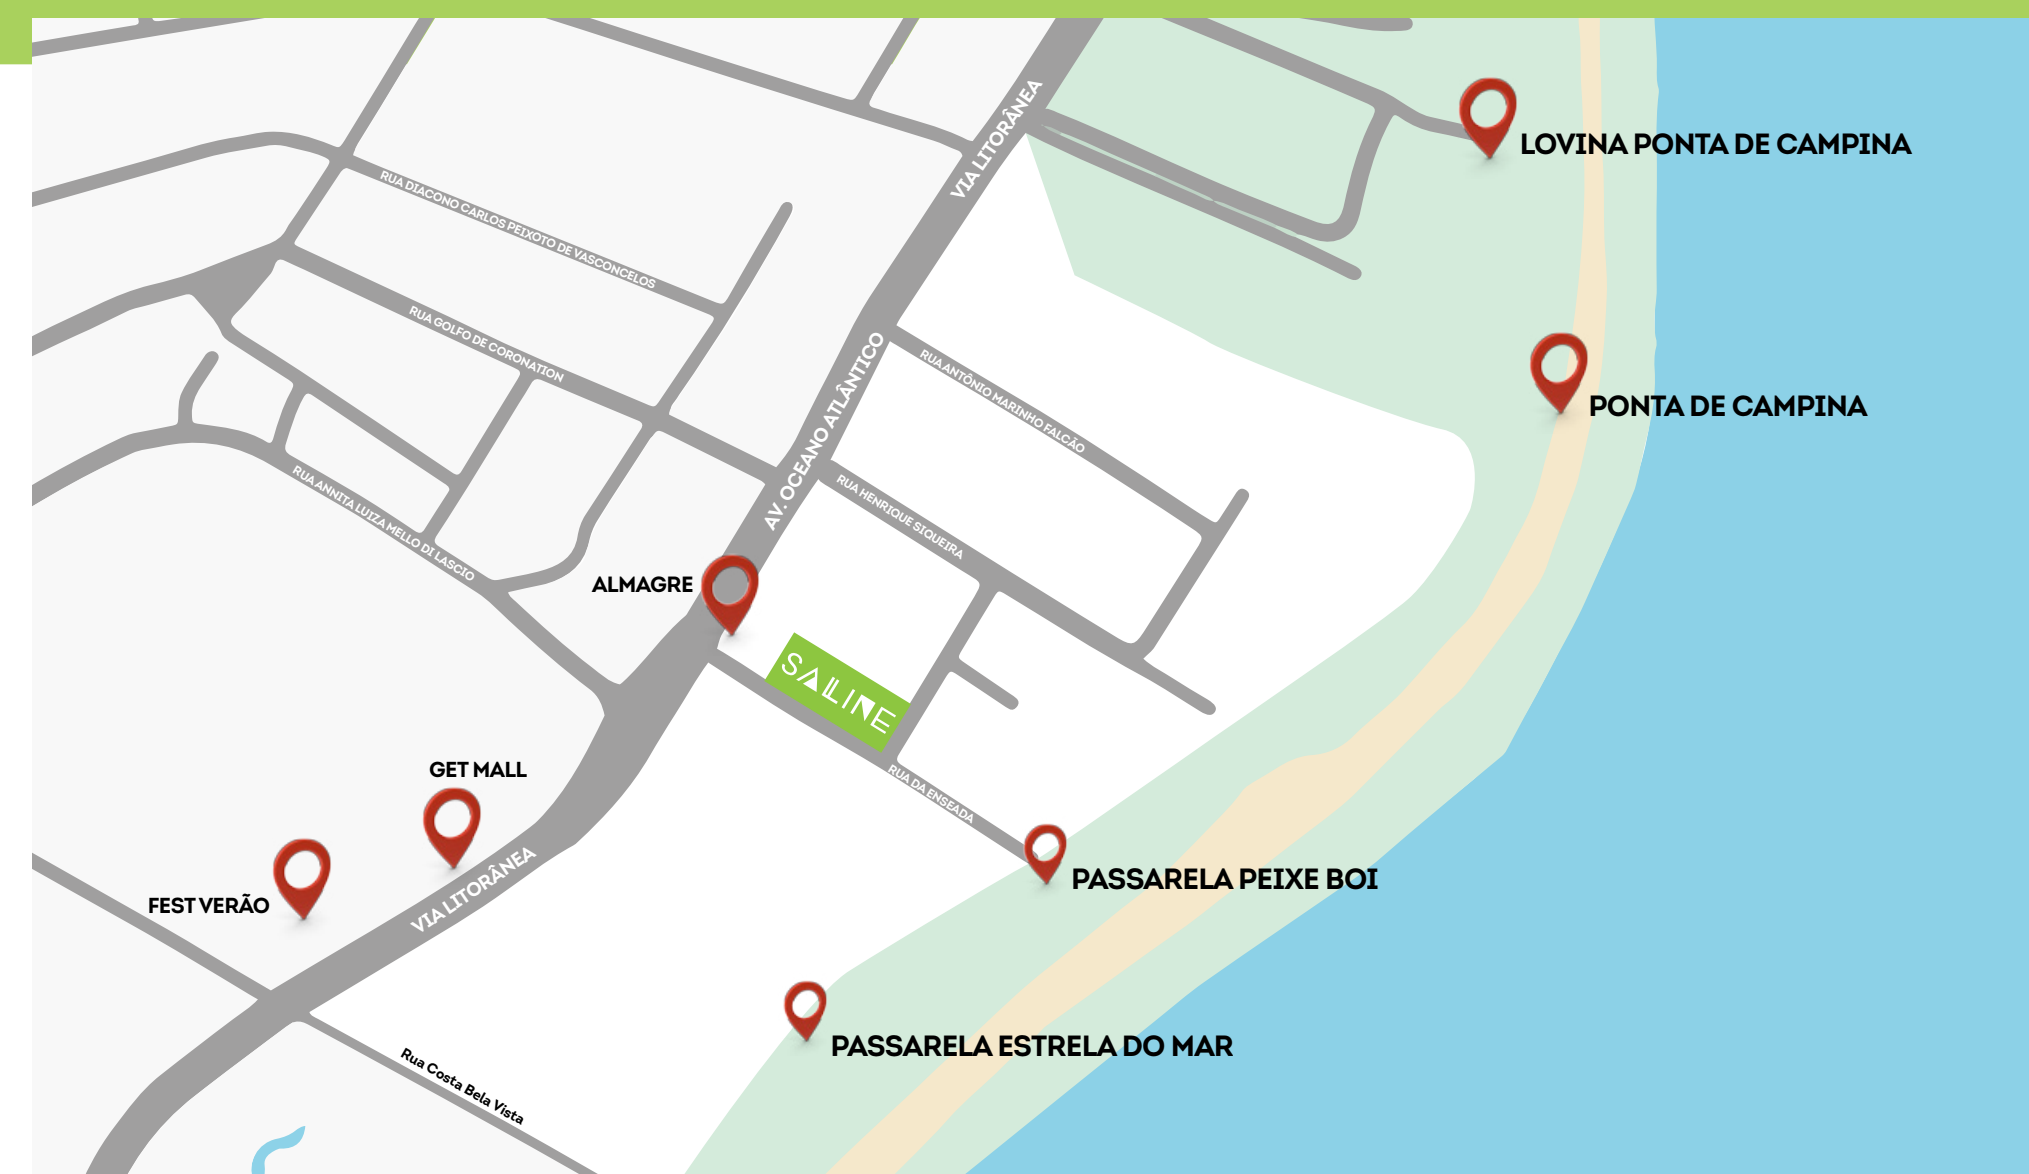 VIA LITORÂNEA
LOVINA PONTA DE CAMPINA
RUA DIACONO CARLOS PEIXOTO DE VASCONCELOS
RUA GOLFO DE CORONATION
AV. OCEANO ATLÂNTICO
RUA ANTÔNIO MARINHO FALCÃO
PONTA DE CAMPINA
RUA ANNITA LUIZA MELLO DI LASCIO
RUA HENRIQUE SIQUEIRA
ALMAGRE
SALINE
GET MALL
RUA DA ENSEADA
VIA LITORÂNEA
FEST VERÃO
PASSARELA PEIXE BOI
PASSARELA ESTRELA DO MAR
Rua Costa Bela Vista